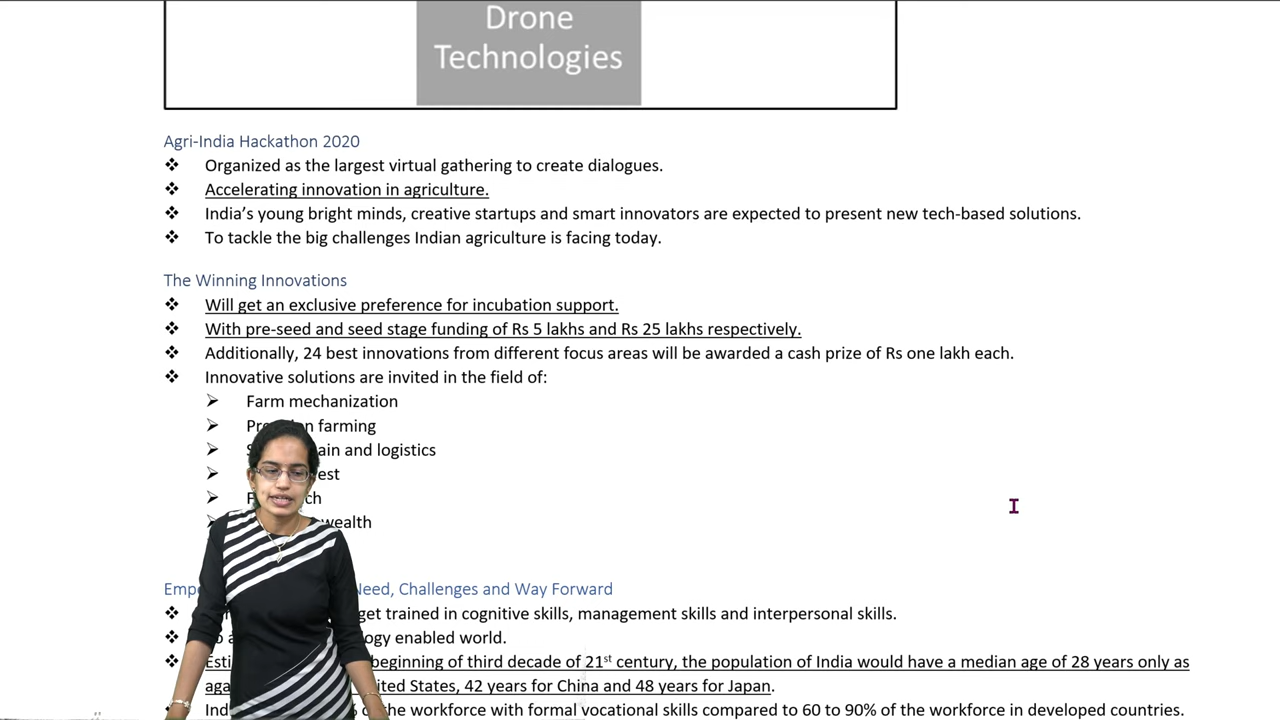 Drone
Technologies
Agri-India Hackathon 2020
❖ Organized as the largest virtual gathering to create dialogues.
❖ Accelerating innovation in agriculture.
❖ India’s young bright minds, creative startups and smart innovators are expected to present new tech-based solutions.
❖ To tackle the big challenges Indian agriculture is facing today.
The Winning Innovations
❖ Will get an exclusive preference for incubation support.
❖ With pre-seed and seed stage funding of Rs 5 lakhs and Rs 25 lakhs respectively.
❖ Additionally, 24 best innovations from different focus areas will be awarded a cash prize of Rs one lakh each.
❖ Innovative solutions are invited in the field of:
➢ Farm mechanization
➢ farming
➢ and logistics
➢
➢
➢ wealth
Need, Challenges and Way Forward
❖ get trained in cognitive skills, management skills and interpersonal skills.
❖ enabled world.
❖ beginning of third decade of 21st century, the population of India would have a median age of 28 years only as
States, 42 years for China and 48 years for Japan.
❖ of the workforce with formal vocational skills compared to 60 to 90% of the workforce in developed countries.